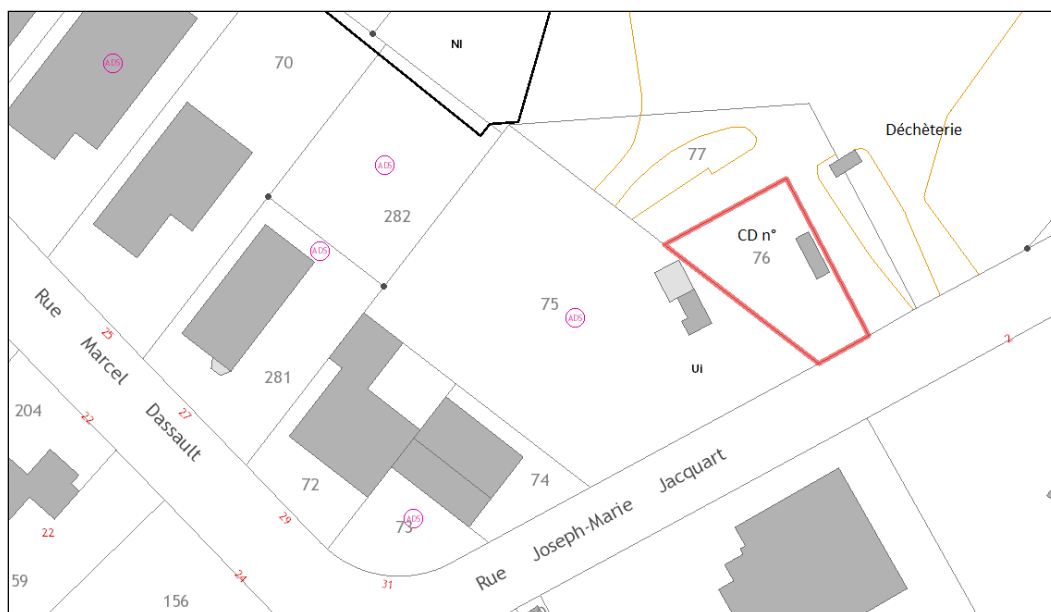 Nl
ADS
70
Déchèterie
77
ADS
282
CD n°
76
ADS
75
ADS
Rue Marcel Dassault
25
Ui
2
281
27
204
22
72
74
Rue Joseph-Marie Jacquart
29
73
ADS
22
24
31
59
156